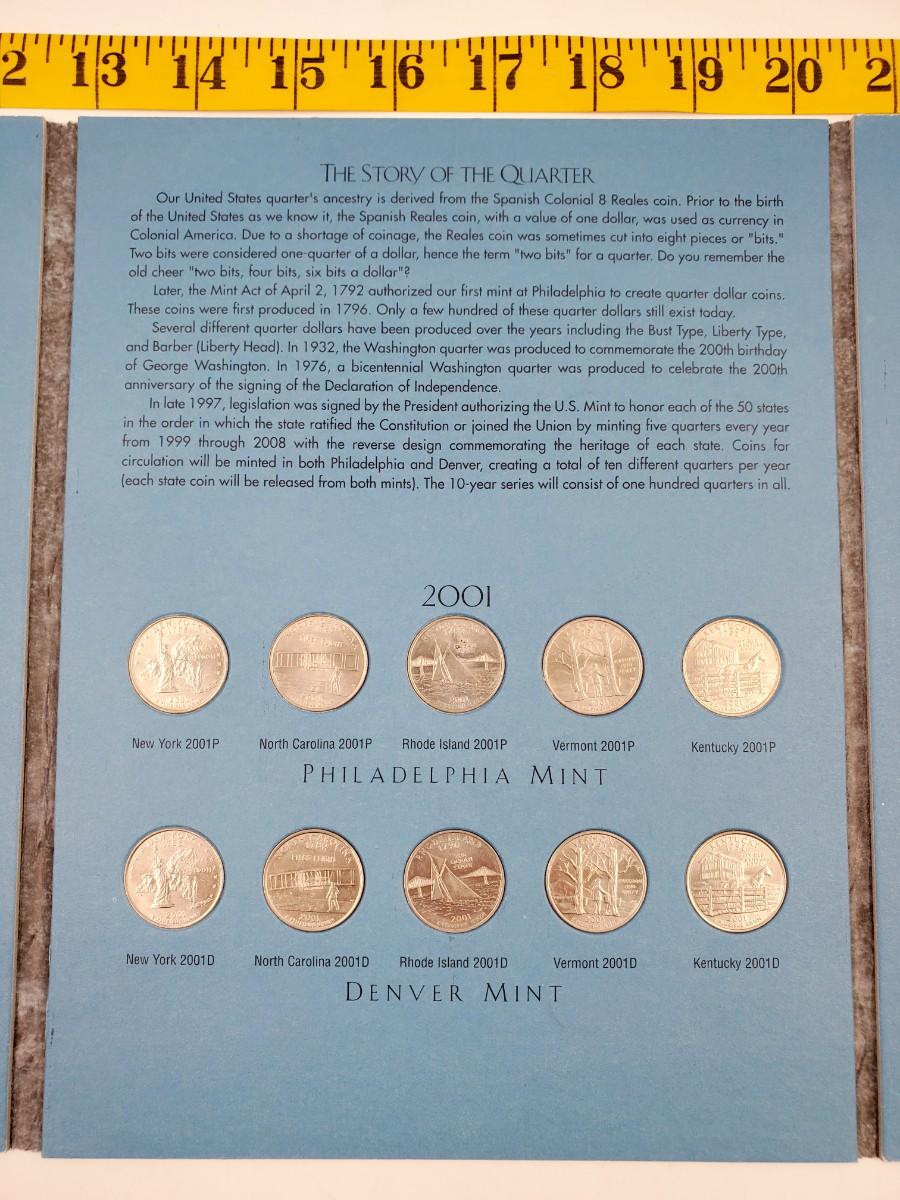 2 13 14 15 16 17 18 19 20 2
THE STORY OF THE QUARTER
Our United States quarter's ancestry is derived from the Spanish Colonial 8 Reales coin. Prior to the birth
of the United States as we know it, the Spanish Reales coin, with a value of one dollar, was used as currency in
Colonial America. Due to a shortage of coinage, the Reales coin was sometimes cut into eight pieces or "bits."
Two bits were considered one-quarter of a dollar, hence the term "two bits" for a quarter. Do you remember the
old cheer "two bits, four bits, six bits a dollar"?
Later, the Mint Act of April 2, 1792 authorized our first mint at Philadelphia to create quarter dollar coins.
These coins were first produced in 1796. Only a few hundred of these quarter dollars still exist today.
Several different quarter dollars have been produced over the years including the Bust Type, Liberty Type,
and Barber (Liberty Head). In 1932, the Washington quarter was produced to commemorate the 200th birthday
of George Washington. In 1976, a bicentennial Washington quarter was produced to celebrate the 200th
anniversary of the signing of the Declaration of Independence.
In late 1997, legislation was signed by the President authorizing the U.S. Mint to honor each of the 50 states
in the order in which the state ratified the Constitution or joined the Union by minting five quarters every year
from 1999 through 2008 with the reverse design commemorating the heritage of each state. Coins for
circulation will be minted in both Philadelphia and Denver, creating a total of ten different quarters per year
(each state coin will be released from both mints). The 10-year series will consist of one hundred quarters in all.
2001
New York 2001P North Carolina 2001P Rhode Island 2001P Vermont 2001P Kentucky 2001P
PHILADELPHIA MINT
New York 2001D North Carolina 2001D Rhode Island 2001D Vermont 2001D Kentucky 2001D
DENVER MINT